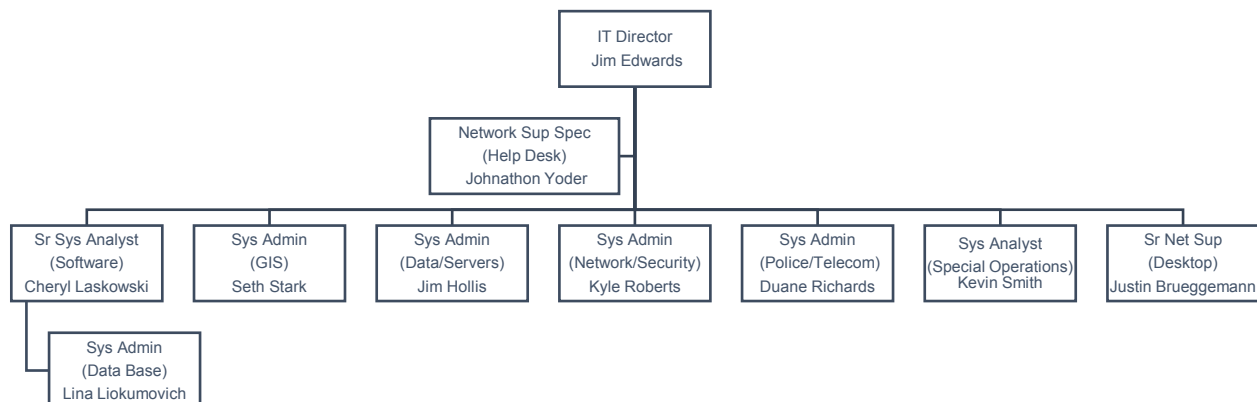 IT Director
Jim Edwards
Network Sup Spec
(Help Desk)
Johnathon Yoder
Sr Sys Analyst
(Software)
Cheryl Laskowski
Sys Admin
(GIS)
Seth Stark
Sys Admin
(Data/Servers)
Jim Hollis
Sys Admin
(Network/Security)
Kyle Roberts
Sys Admin
(Police/Telecom)
Duane Richards
Sys Analyst
(Special Operations)
Kevin Smith
Sr Net Sup
(Desktop)
Justin Brueggemann
Sys Admin
(Data Base)
Lina Liokumovich